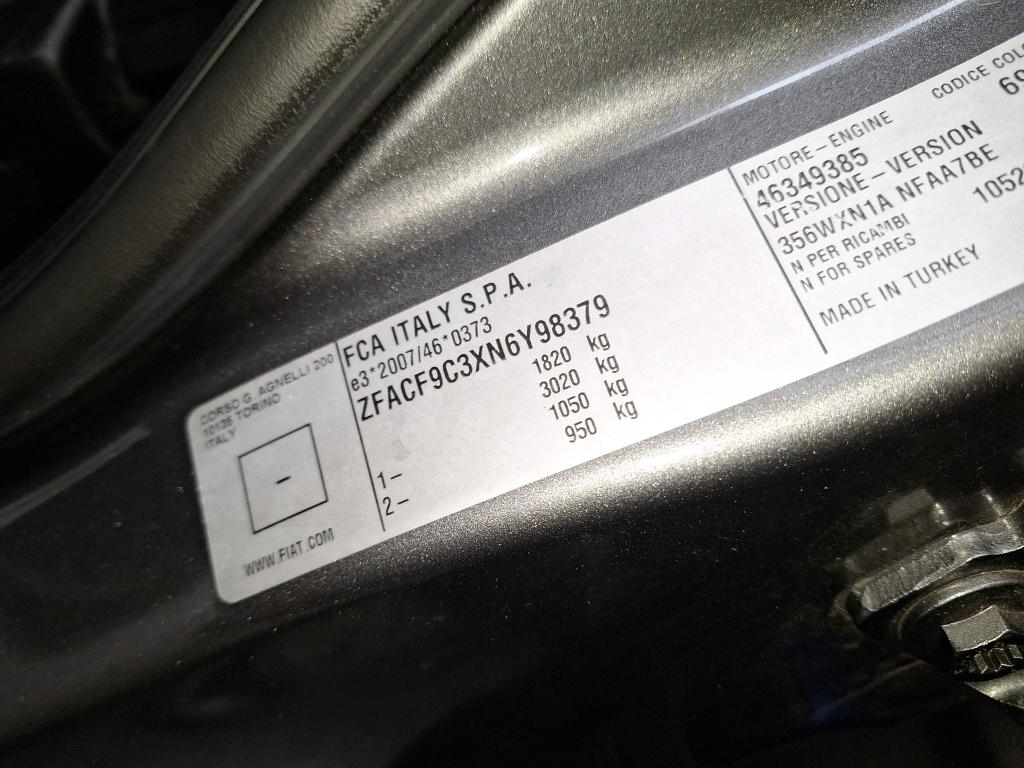 CORSO G. AGNELLI 200
10135 TORINO
ITALY
-
WWW.FIAT.COM
FCA ITALY S.P.A.
e3*2007/46*0373
ZFACF9C3XN6Y98379
1820 kg
3020 kg
1- 1050 kg
2- 950 kg
MOTORE-ENGINE
46349385
VERSIONE-VERSION
356WXN1A NFAA7BE
N PER RICAMBI
N FOR SPARES
MADE IN TURKEY
CODICE